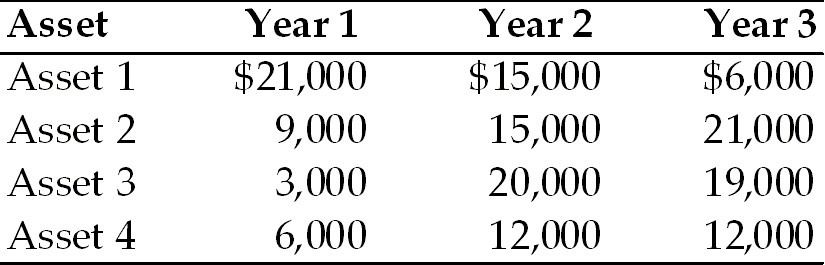 Asset Year 1 Year 2 Year 3
Asset 1 $21,000 $15,000 $6,000
Asset 2 9,000 15,000 21,000
Asset 3 3,000 20,000 19,000
Asset 4 6,000 12,000 12,000